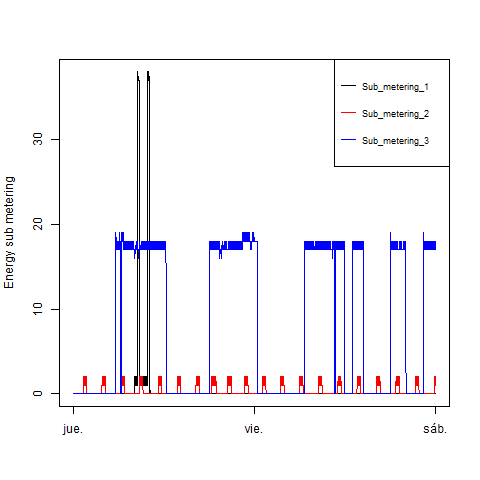 Sub_metering_1
Sub_metering_2
Sub_metering_3
Energy sub metering
30
20
10
0
jue.
vie.
sáb.